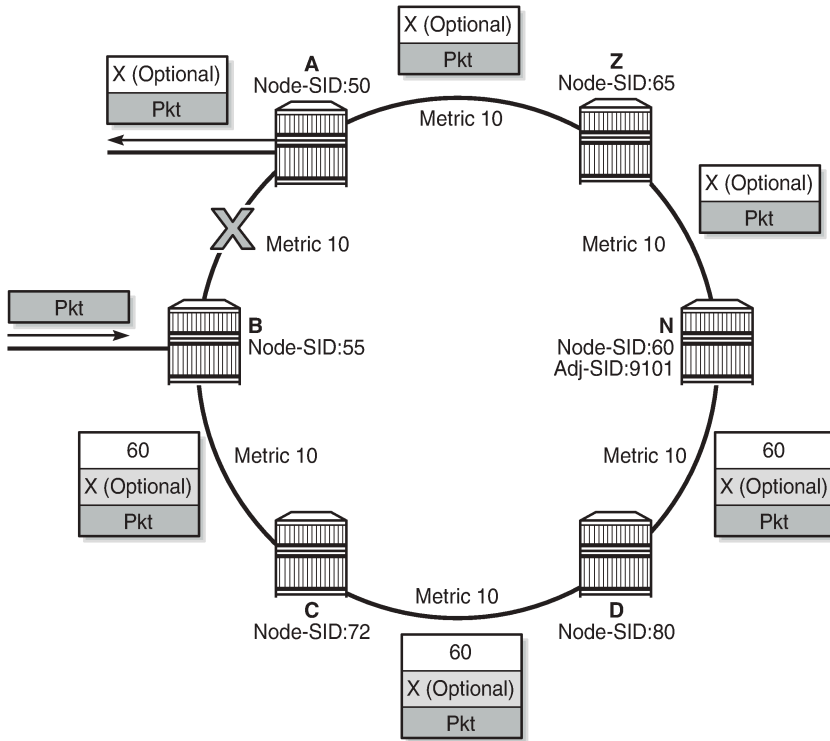 X (Optional)
Pkt
A
Node-SID:50
X (Optional)
Pkt
Z
Node-SID:65
Metric 10
X (Optional)
Pkt
X
Metric 10
Metric 10
Pkt
B
Node-SID:55
N
Node-SID:60
Adj-SID:9101
60
X (Optional)
Pkt
Metric 10
Metric 10
60
X (Optional)
Pkt
Metric 10
C
Node-SID:72
D
Node-SID:80
60
X (Optional)
Pkt